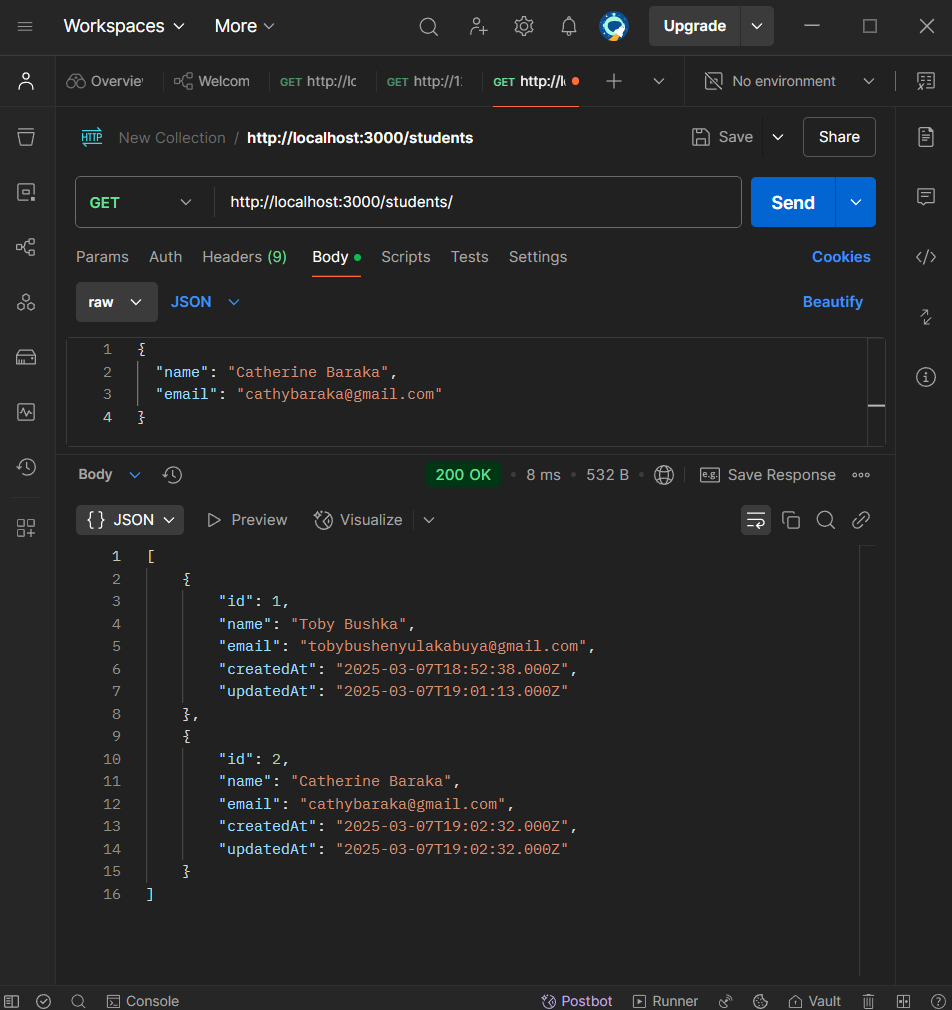 Workspaces More Upgrade
Overvie Welcom GET http://lc GET http://1: GET http://l No environment
HTTP New Collection / http://localhost:3000/students Save Share
GET http://localhost:3000/students/ Send
Params Auth Headers (9) Body Scripts Tests Settings Cookies
raw JSON Beautify
1 {
2 "name": "Catherine Baraka",
3 "email": "cathybaraka@gmail.com"
4 }
Body 200 OK • 8 ms • 532 B • e.g. Save Response
{} JSON Preview Visualize
1 [
2 {
3 "id": 1,
4 "name": "Toby Bushka",
5 "email": "tobybushenyulakabuya@gmail.com",
6 "createdAt": "2025-03-07T18:52:38.000Z",
7 "updatedAt": "2025-03-07T19:01:13.000Z"
8 },
9 {
10 "id": 2,
11 "name": "Catherine Baraka",
12 "email": "cathybaraka@gmail.com",
13 "createdAt": "2025-03-07T19:02:32.000Z",
14 "updatedAt": "2025-03-07T19:02:32.000Z"
15 }
16 ]
Console Postbot Runner Vault